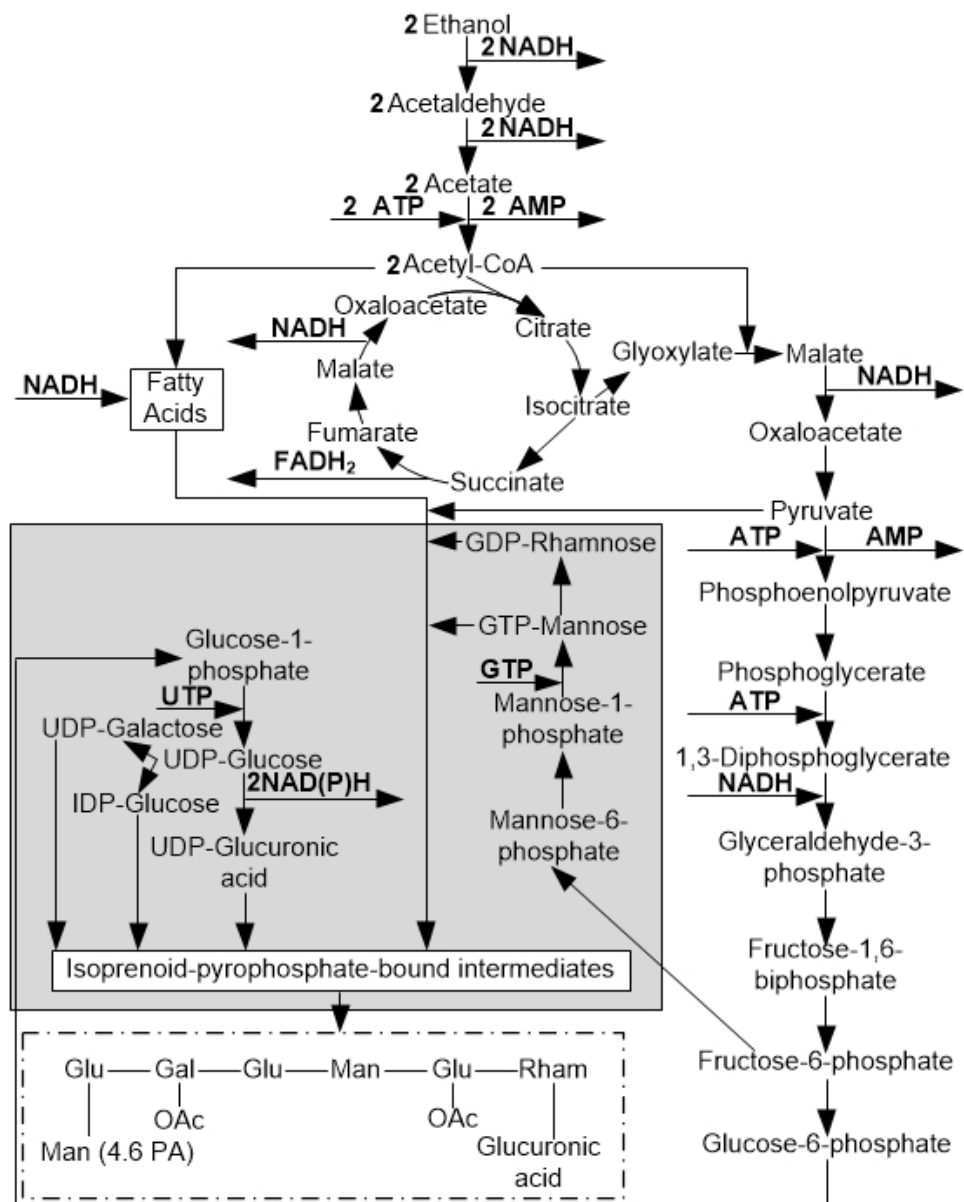 2 Ethanol
2 NADH
2 Acetaldehyde
2 NADH
2 Acetate
2 ATP 2 AMP
2 Acetyl-CoA
Oxaloacetate
Citrate
NADH
Glyoxylate
Malate
Malate
NADH
NADH
Fatty
Acids
Isocitrate
Fumarate
Oxaloacetate
FADH₂
Succinate
Pyruvate
ATP AMP
GDP-Rhamnose
Phosphoenolpyruvate
GTP-Mannose
Glucose-1-
phosphate
Phosphoglycerate
UTP
GTP
Mannose-1-
phosphate
ATP
UDP-Galactose
UDP-Glucose
1,3-Diphosphoglycerate
2NAD(P)H
NADH
IDP-Glucose
Mannose-6-
phosphate
Glyceraldehyde-3-
phosphate
UDP-Glucuronic
acid
Fructose-1,6-
biphosphate
Isoprenoid-pyrophosphate-bound intermediates
Fructose-6-phosphate
Glu Gal Glu Man Glu Rham
OAc OAc
Man (4.6 PA)
Glucuronic
acid
Glucose-6-phosphate